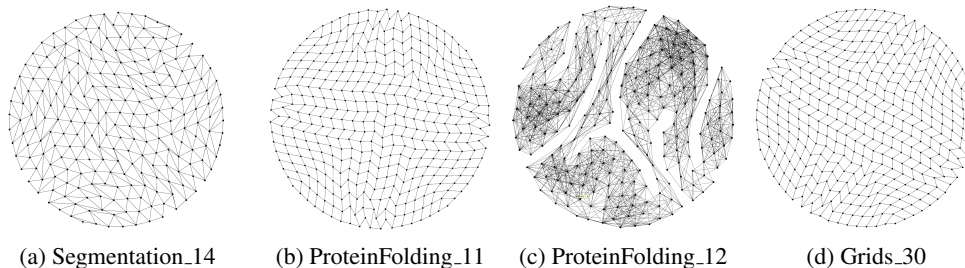 (a) Segmentation_14 (b) ProteinFolding_11 (c) ProteinFolding_12 (d) Grids_30